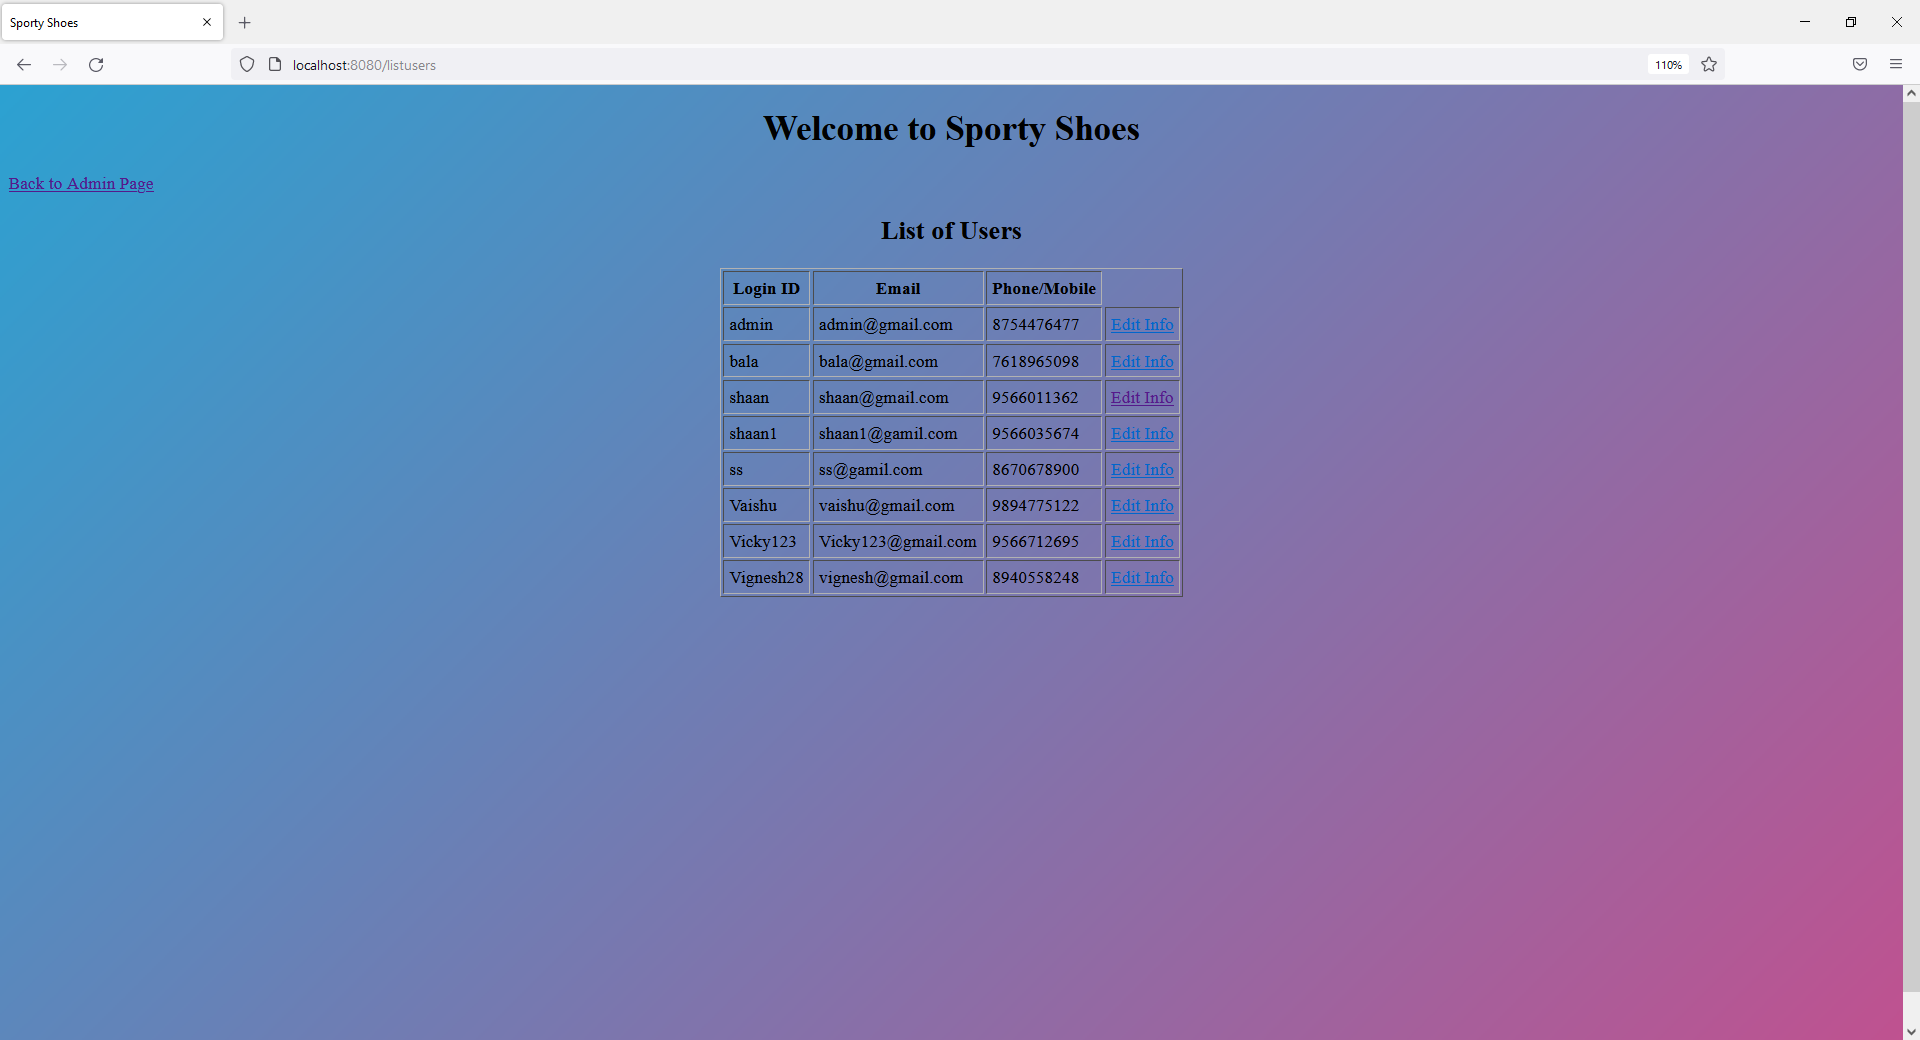 Sporty Shoes
localhost:8080/listusers
110%
Welcome to Sporty Shoes
Back to Admin Page
List of Users
Login ID Email Phone/Mobile
admin admin@gmail.com 8754476477 Edit Info
bala bala@gmail.com 7618965098 Edit Info
shaan shaan@gmail.com 9566011362 Edit Info
shaan1 shaan1@gamil.com 9566035674 Edit Info
ss ss@gamil.com 8670678900 Edit Info
Vaishu vaishu@gmail.com 9894775122 Edit Info
Vicky123 Vicky123@gmail.com 9566712695 Edit Info
Vignesh28 vignesh@gmail.com 8940558248 Edit Info